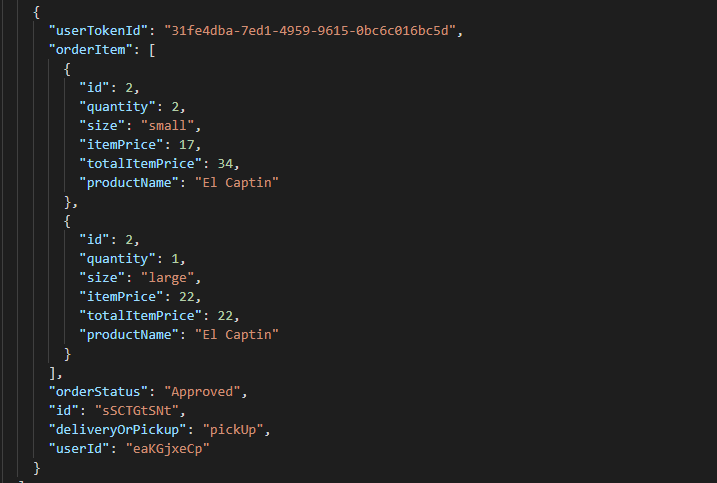 {
"userTokenId": "31fe4dba-7ed1-4959-9615-0bc6c016bc5d",
"orderItem": [
{
"id": 2,
"quantity": 2,
"size": "small",
"itemPrice": 17,
"totalItemPrice": 34,
"productName": "El Captin"
},
{
"id": 2,
"quantity": 1,
"size": "large",
"itemPrice": 22,
"totalItemPrice": 22,
"productName": "El Captin"
}
],
"orderStatus": "Approved",
"id": "sSCTGtSNt",
"deliveryOrPickup": "pickUp",
"userId": "eaKGjxeCp"
}